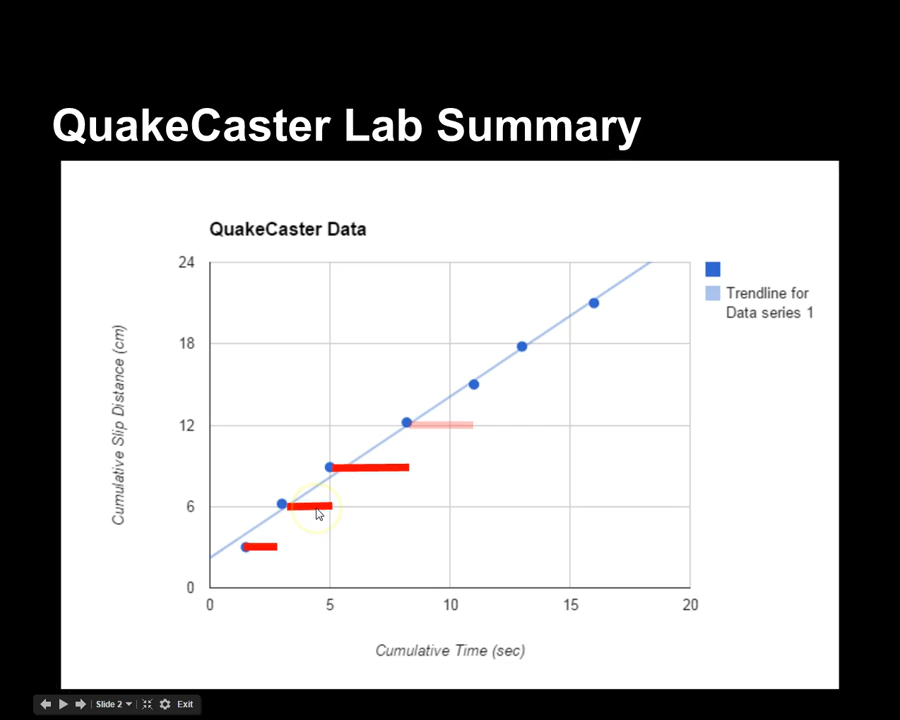 QuakeCaster Lab Summary
QuakeCaster Data
24
18
12
6
0
0 5 10 15 20
Cumulative Slip Distance (cm)
Cumulative Time (sec)
Trendline for
Data series 1
Slide 2
Exit